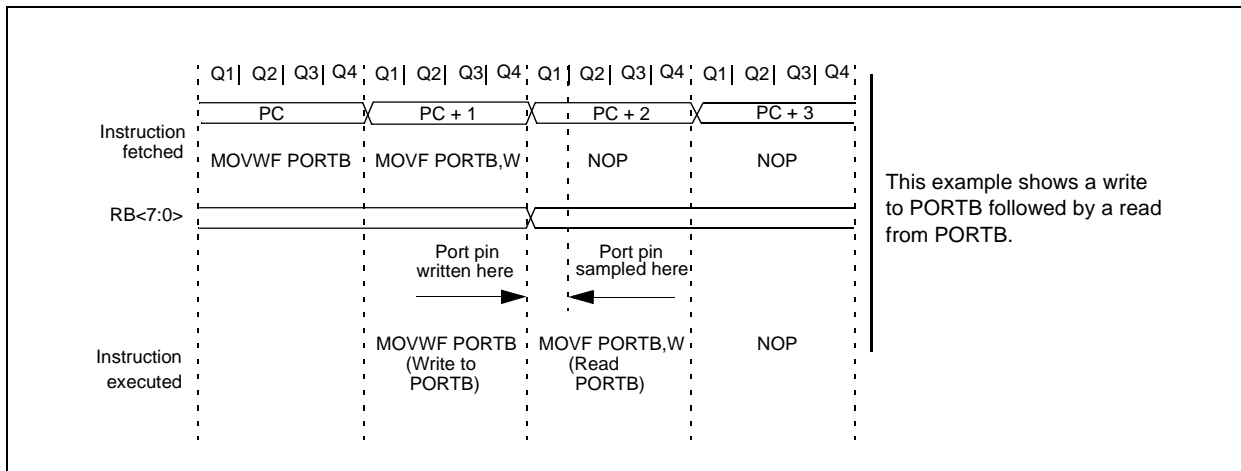 Q1 Q2 Q3 Q4 Q1 Q2 Q3 Q4 Q1 Q2 Q3 Q4 Q1 Q2 Q3 Q4
PC PC + 1 PC + 2 PC + 3
Instruction
fetched
MOVWF PORTB MOVF PORTB,W NOP NOP
RB<7:0>
Port pin
written here
Port pin
sampled here
Instruction
executed
MOVWF PORTB
(Write to
PORTB)
MOVF PORTB,W
(Read
PORTB)
NOP
This example shows a write
to PORTB followed by a read
from PORTB.